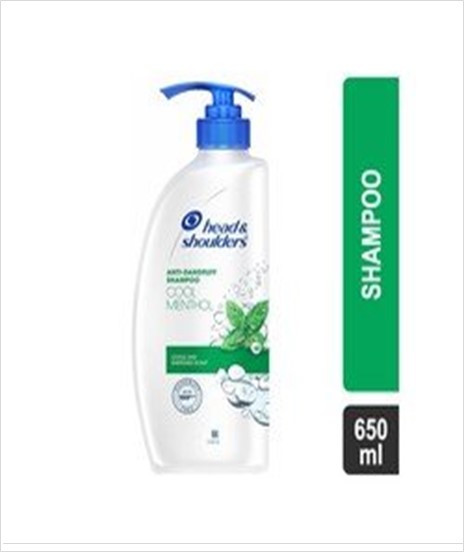 head&
shoulders
ANTI-DANDRUFF
SHAMPOO
COOL
MENTHOL
SHAMPOO
650
ml